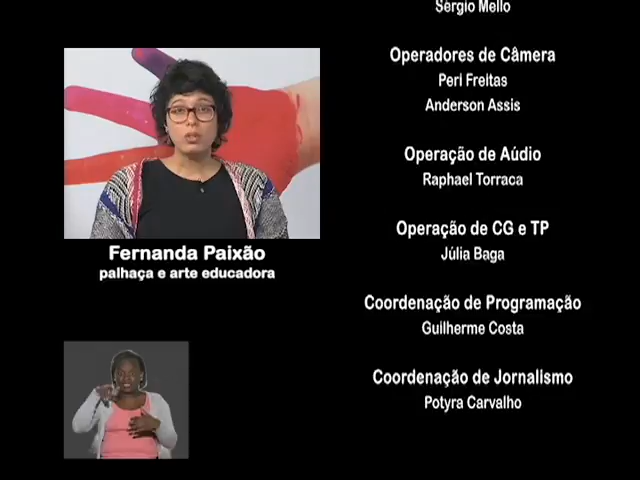 Sérgio Mello
Operadores de Câmera
Peri Freitas
Anderson Assis
Operação de Aúdio
Raphael Torraca
Operação de CG e TP
Júlia Baga
Coordenação de Programação
Guilherme Costa
Coordenação de Jornalismo
Potyra Carvalho
Fernanda Paixão
palhaça e arte educadora